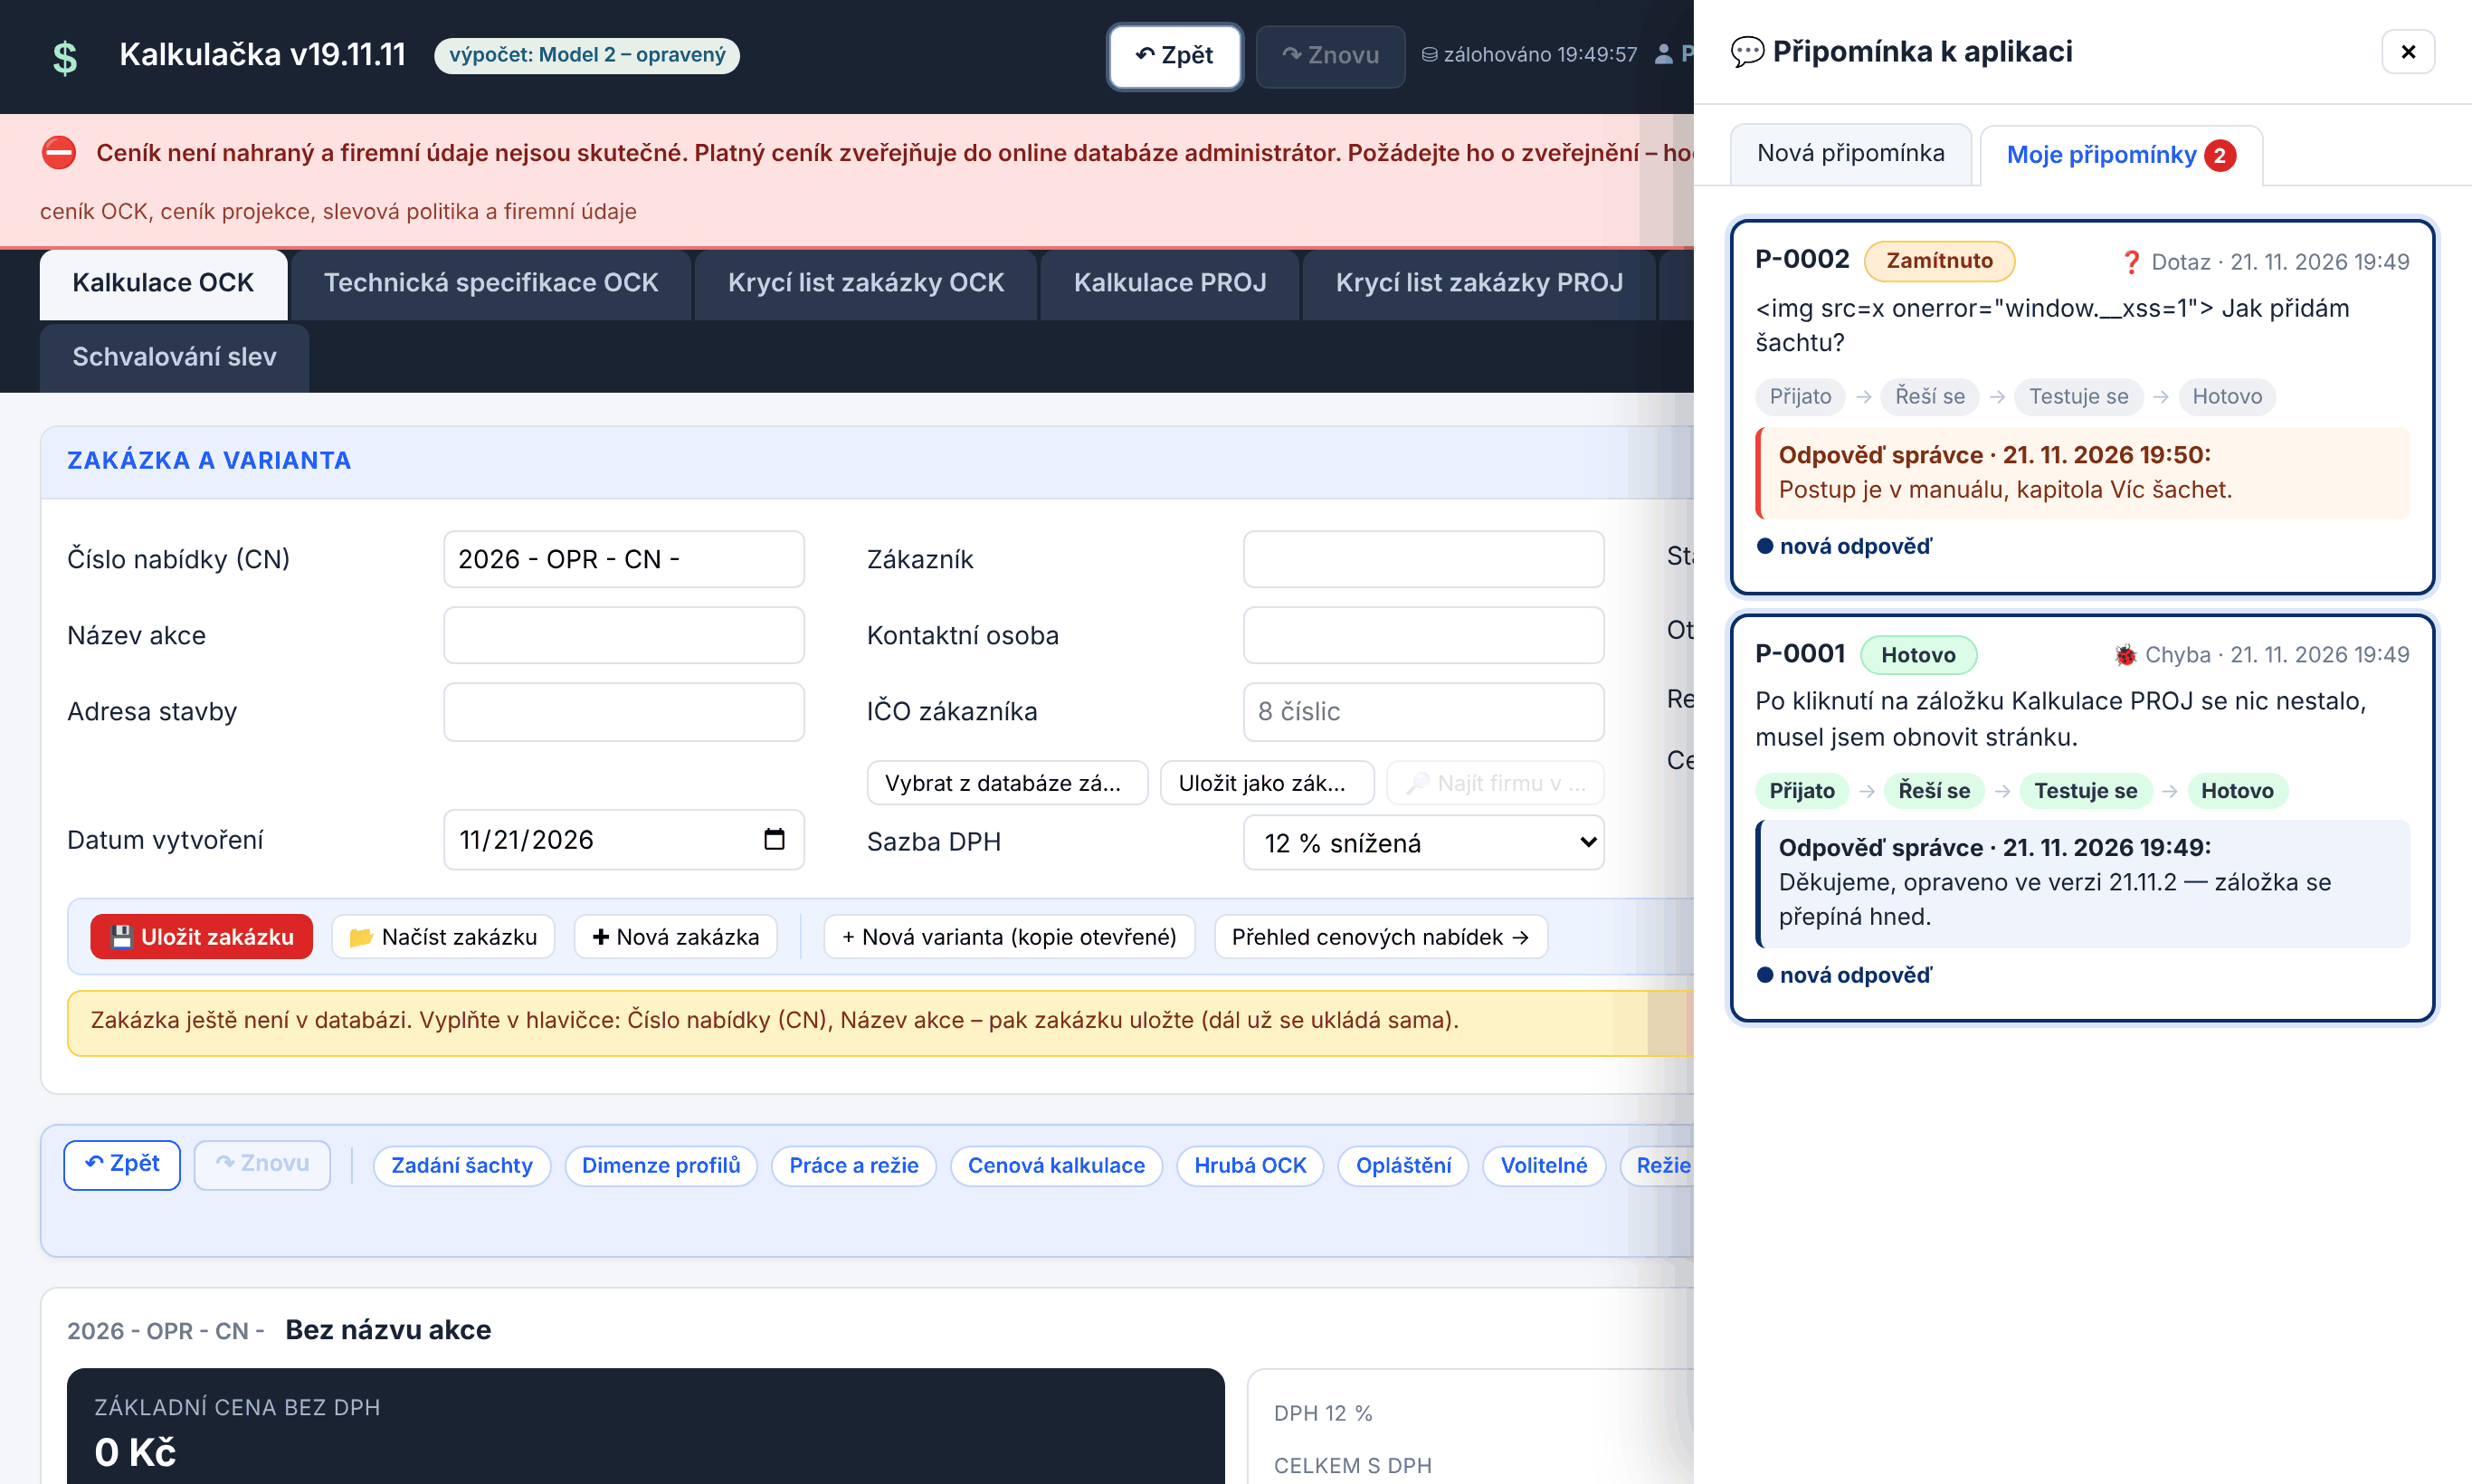 $ Kalkulačka v19.11.11 výpočet: Model 2 – opravený ↶ Zpět ↷ Znovu zálohováno 19:49:57
Ceník není nahraný a firemní údaje nejsou skutečné. Platný ceník zveřejňuje do online databáze administrátor. Požádejte ho o zveřejnění –
ceník OCK, ceník projekce, slevová politika a firemní údaje
Kalkulace OCK Technická specifikace OCK Krycí list zakázky OCK Kalkulace PROJ Krycí list zakázky PROJ
Schvalování slev
ZAKÁZKA A VARIANTA
Číslo nabídky (CN) 2026 - OPR - CN - Zákazník
Název akce Kontaktní osoba
Adresa stavby IČO zákazníka 8 číslic
Vybrat z databáze zá... Uložit jako zák... Najít firmu v ...
Datum vytvoření 11/21/2026 Sazba DPH 12 % snížená
Uložit zakázku Načíst zakázku + Nová zakázka + Nová varianta (kopie otevřené) Přehled cenových nabídek →
Zakázka ještě není v databázi. Vyplňte v hlavičce: Číslo nabídky (CN), Název akce – pak zakázku uložte (dál už se ukládá sama).
↶ Zpět ↷ Znovu Zadání šachty Dimenze profilů Práce a režie Cenová kalkulace Hrubá OCK Opláštění Volitelné Režie
2026 - OPR - CN - Bez názvu akce
ZÁKLADNÍ CENA BEZ DPH
0 Kč
DPH 12 %
CELKEM S DPH
Připomínka k aplikaci ×
Nová připomínka Moje připomínky 2
P-0002 Zamítnuto ❓ Dotaz · 21. 11. 2026 19:49
<img src=x onerror="window.__xss=1"> Jak přidám
šachtu?
Přijato → Řeší se → Testuje se → Hotovo
Odpověď správce · 21. 11. 2026 19:50:
Postup je v manuálu, kapitola Víc šachet.
● nová odpověď
P-0001 Hotovo 🐞 Chyba · 21. 11. 2026 19:49
Po kliknutí na záložku Kalkulace PROJ se nic nestalo,
musel jsem obnovit stránku.
Přijato → Řeší se → Testuje se → Hotovo
Odpověď správce · 21. 11. 2026 19:49:
Děkujeme, opraveno ve verzi 21.11.2 — záložka se
přepíná hned.
● nová odpověď